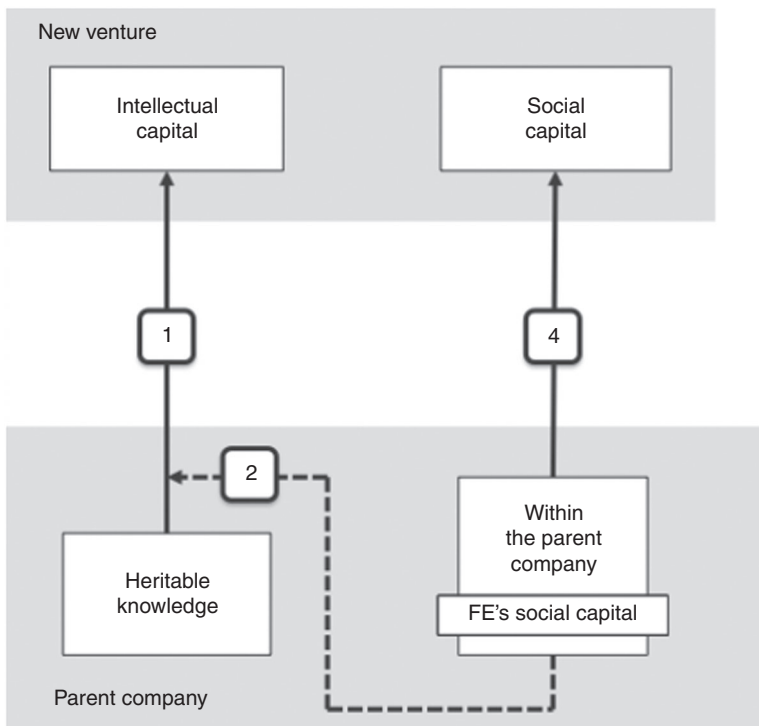 New venture
Intellectual
capital
Social
capital
1
4
2
Within
the parent
company
Heritable
knowledge
FE's social capital
Parent company